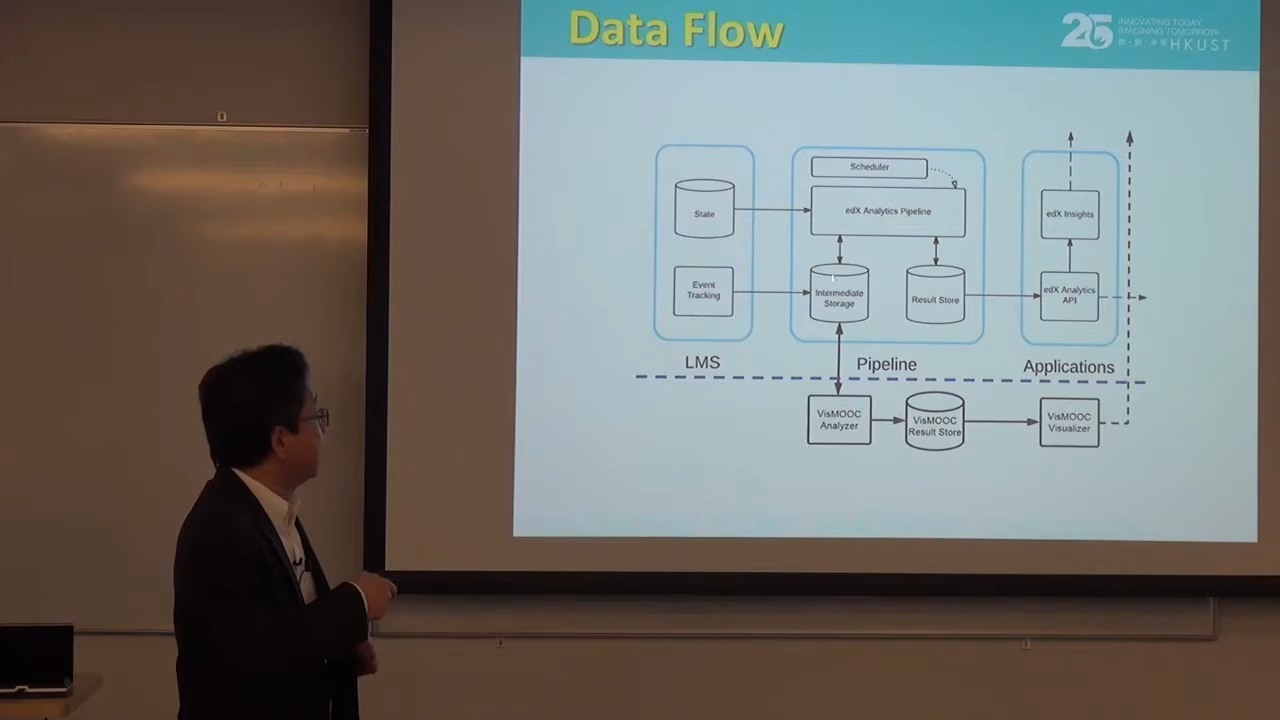 Data Flow
25
INNOVATING TODAY
IMAGINING TOMORROW
HKUST
Scheduler
State
edX Analytics Pipeline
edX Insights
Event
Tracking
Intermediate
Storage
Result Store
edX Analytics
API
LMS
Pipeline
Applications
VisMOOC
Analyzer
VisMOOC
Result Store
VisMOOC
Visualizer